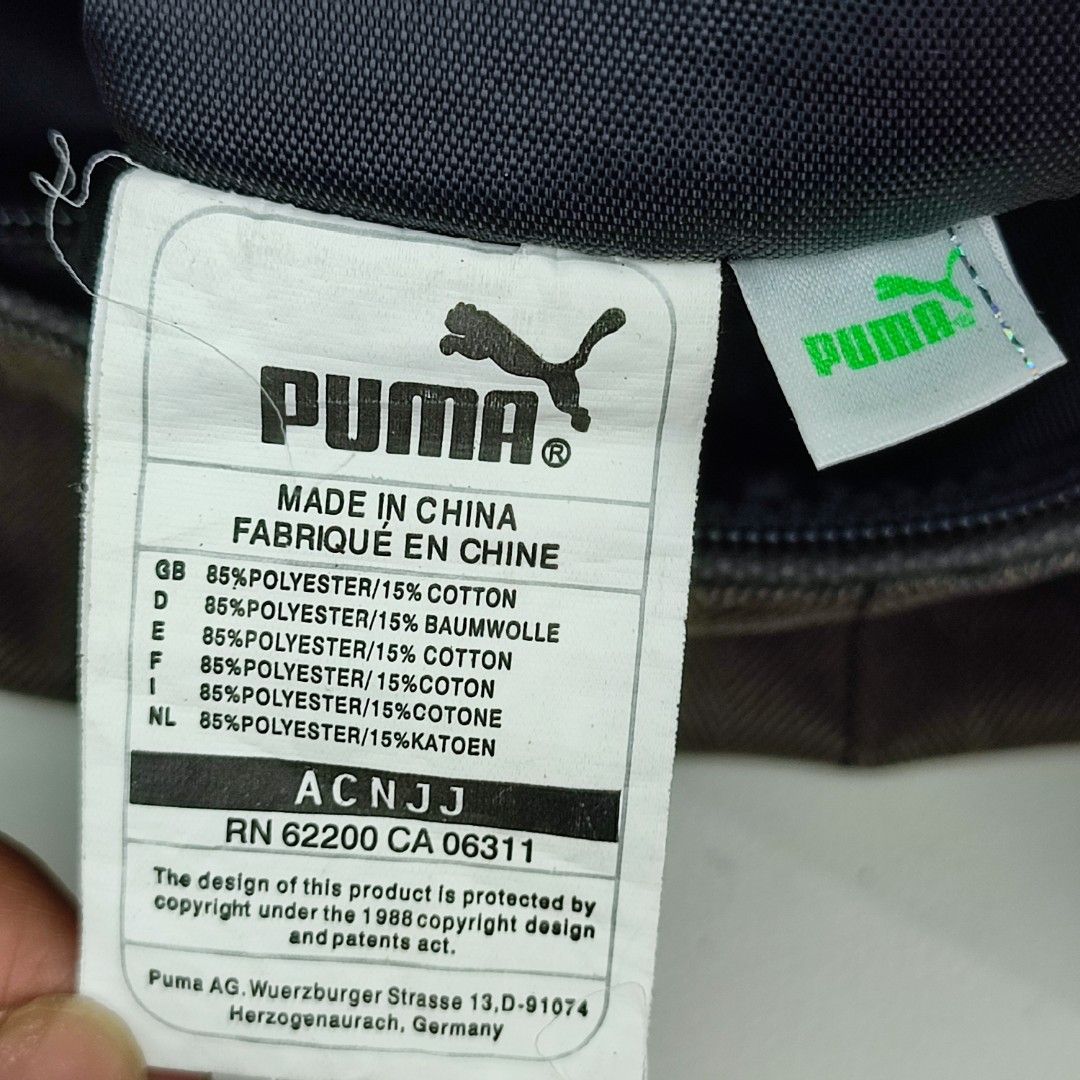 PUMA®
MADE IN CHINA
FABRIQUÉ EN CHINE
GB 85%POLYESTER/15% COTTON
D 85%POLYESTER/15% BAUMWOLLE
E 85%POLYESTER/15% COTTON
F 85%POLYESTER/15%COTON
I 85%POLYESTER/15%COTONE
NL 85%POLYESTER/15%KATOEN
ACNJJ
RN 62200 CA 06311
The design of this product is protected by
copyright under the 1988 copyright design
and patents act.
Puma AG. Wuerzburger Strasse 13,D-91074
Herzogenaurach, Germany
PUMA